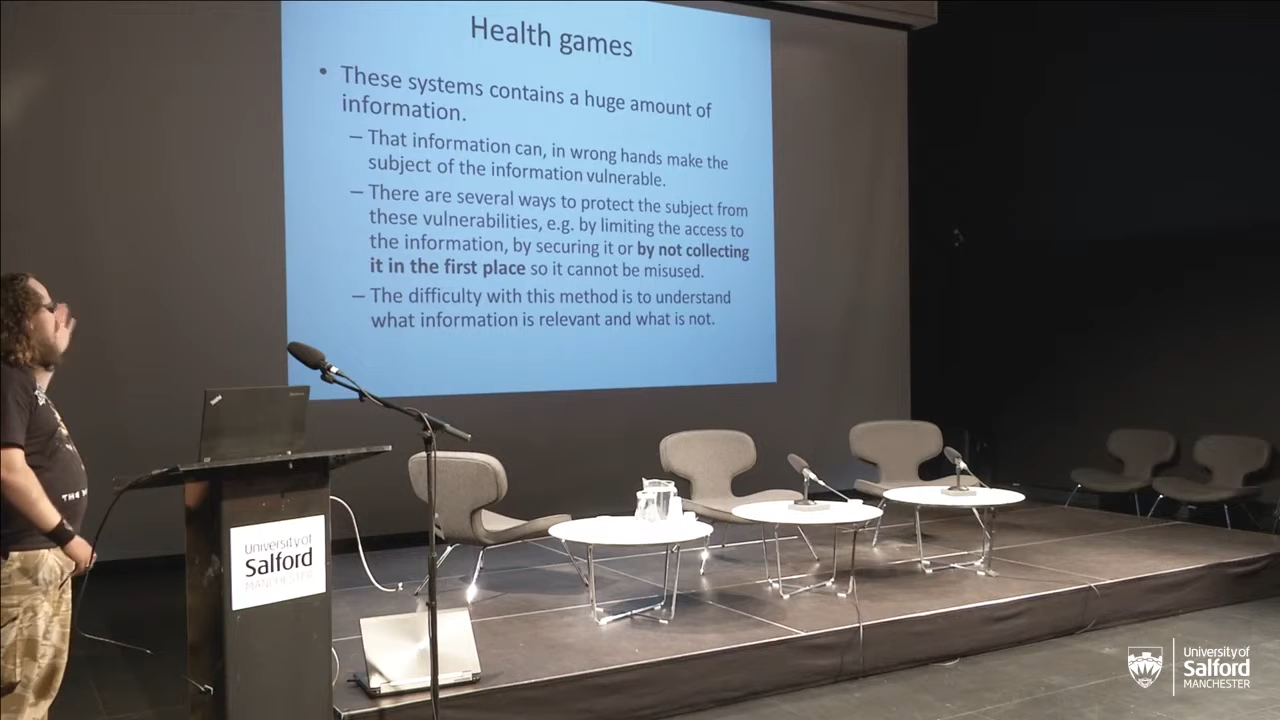 Health games
• These systems contains a huge amount of
information.
– That information can, in wrong hands make the
subject of the information vulnerable.
– There are several ways to protect the subject from
these vulnerabilities, e.g. by limiting the access to
the information, by securing it or by not collecting
it in the first place so it cannot be misused.
– The difficulty with this method is to understand
what information is relevant and what is not.
THE
University of
Salford
MANCHESTER
University of
Salford
MANCHESTER